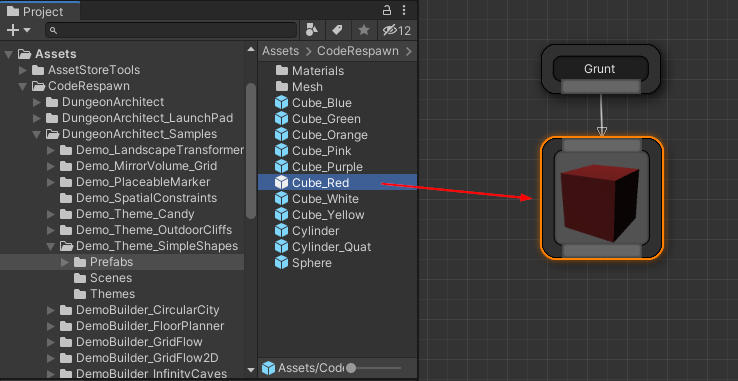 Project
12
Assets
AssetStoreTools
CodeRespawn
DungeonArchitect
DungeonArchitect_LaunchPad
DungeonArchitect_Samples
Demo_LandscapeTransformer
Demo_MirrorVolume_Grid
Demo_PlaceableMarker
Demo_SpatialConstraints
Demo_Theme_Candy
Demo_Theme_OutdoorCliffs
Demo_Theme_SimpleShapes
Prefabs
Scenes
Themes
DemoBuilder_CircularCity
DemoBuilder_FloorPlanner
DemoBuilder_GridFlow
DemoBuilder_GridFlow2D
DemoBuilder_InfinityCaves
Assets > CodeRespawn >
Materials
Mesh
Cube_Blue
Cube_Green
Cube_Orange
Cube_Pink
Cube_Purple
Cube_Red
Cube_White
Cube_Yellow
Cylinder
Cylinder_Quat
Sphere
Assets/Code
Grunt